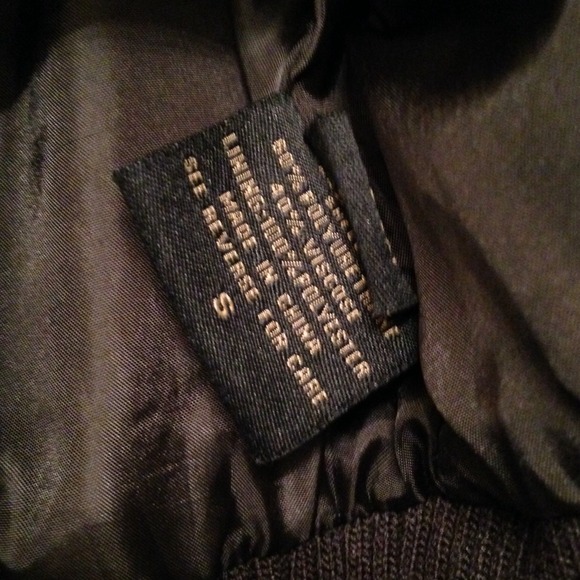 60% POLYURETHANE
40% VISCOSE
LINING:100%POLYESTER
MADE IN CHINA
SEE REVERSE FOR CARE
S